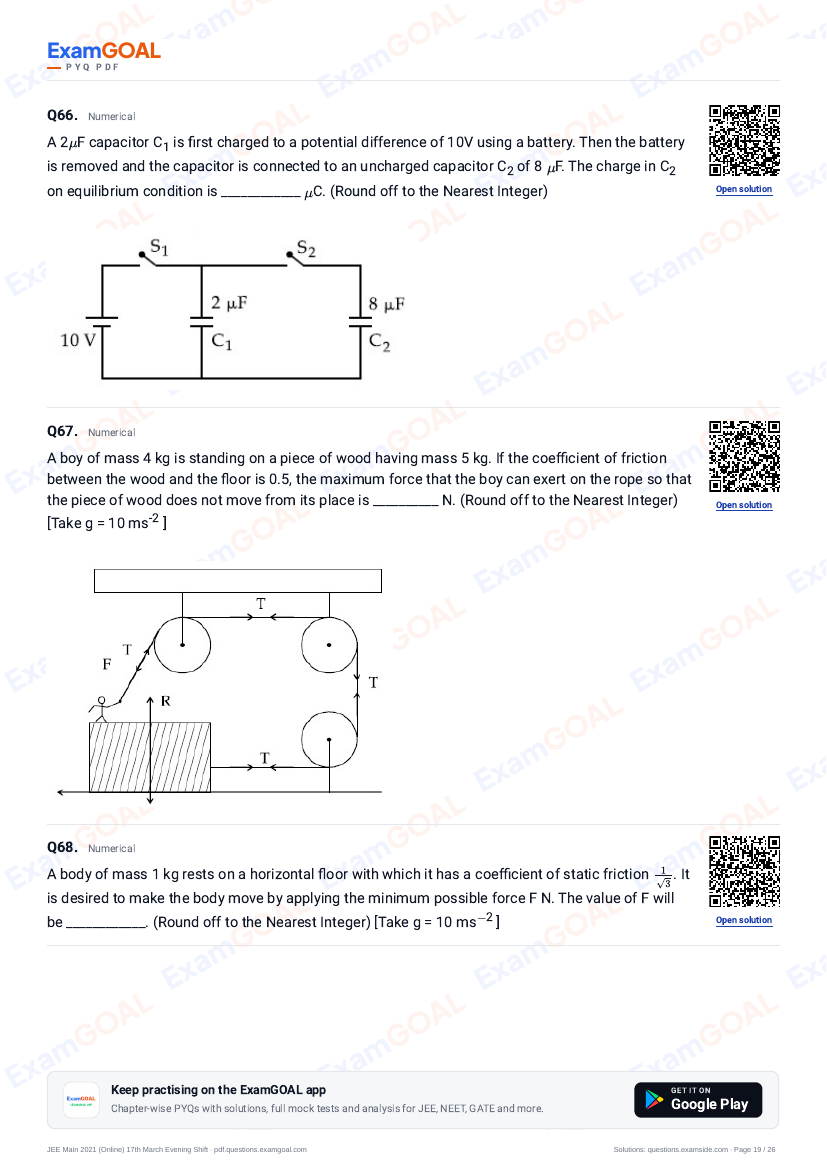 ExamGOAL
PYQ PDF
Q66. Numerical
A 2μF capacitor C₁ is first charged to a potential difference of 10V using a battery. Then the battery
is removed and the capacitor is connected to an uncharged capacitor C₂ of 8 μF. The charge in C₂
on equilibrium condition is ____________ μC. (Round off to the Nearest Integer)
Open solution
S₁
S₂
2 μF
8 μF
10 V
C₁
C₂
Q67. Numerical
A boy of mass 4 kg is standing on a piece of wood having mass 5 kg. If the coefficient of friction
between the wood and the floor is 0.5, the maximum force that the boy can exert on the rope so that
the piece of wood does not move from its place is __________ N. (Round off to the Nearest Integer)
[Take g = 10 ms⁻² ]
Open solution
T
T
F
T
R
T
Q68. Numerical
A body of mass 1 kg rests on a horizontal floor with which it has a coefficient of static friction 1/√3. It
is desired to make the body move by applying the minimum possible force F N. The value of F will
be _____________. (Round off to the Nearest Integer) [Take g = 10 ms⁻² ]
Open solution
ExamGOAL
Keep practising on the ExamGOAL app
Chapter-wise PYQs with solutions, full mock tests and analysis for JEE, NEET, GATE and more.
GET IT ON
Google Play
JEE Main 2021 (Online) 17th March Evening Shift · pdf.questions.examgoal.com
Solutions: questions.examside.com · Page 19 / 26